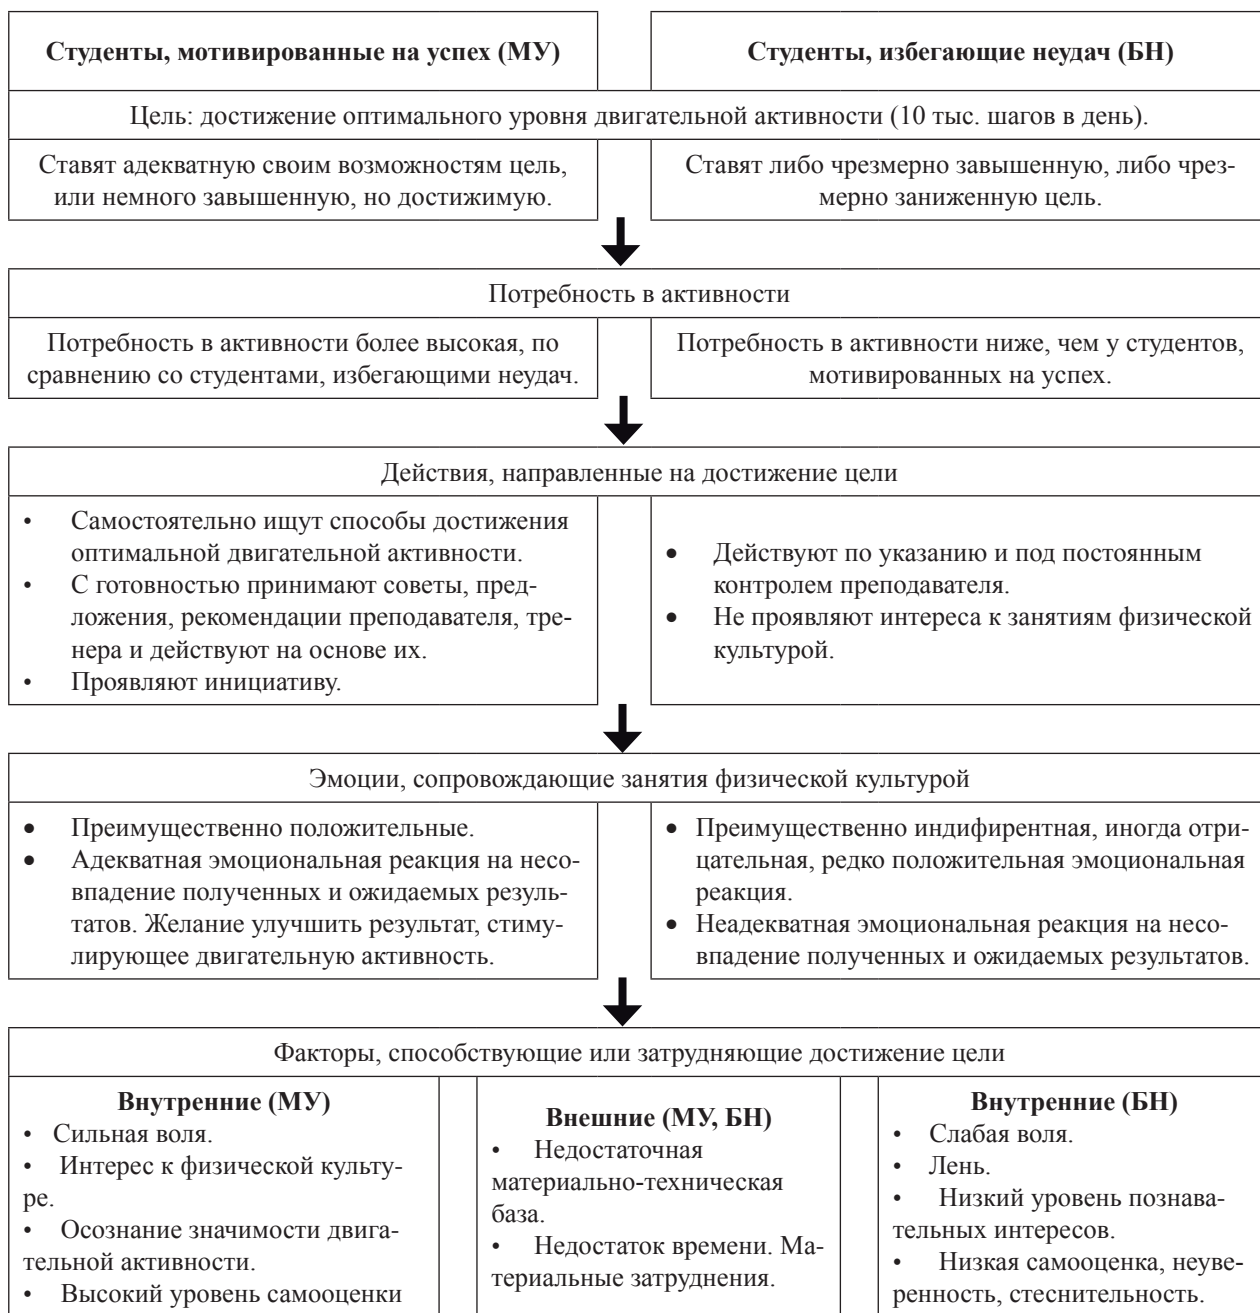 Студенты, мотивированные на успех (МУ)
Студенты, избегающие неудач (БН)
Цель: достижение оптимального уровня двигательной активности (10 тыс. шагов в день).
Ставят адекватную своим возможностям цель,
или немного завышенную, но достижимую.
Ставят либо чрезмерно завышенную, либо чрез-
мерно заниженную цель.
Потребность в активности
Потребность в активности более высокая, по
сравнению со студентами, избегающими неудач.
Потребность в активности ниже, чем у студентов,
мотивированных на успех.
Действия, направленные на достижение цели
• Самостоятельно ищут способы достижения
оптимальной двигательной активности.
• С готовностью принимают советы, пред-
ложения, рекомендации преподавателя, тре-
нера и действуют на основе их.
• Проявляют инициативу.
• Действуют по указанию и под постоянным
контролем преподавателя.
• Не проявляют интереса к занятиям физической
культурой.
Эмоции, сопровождающие занятия физической культурой
• Преимущественно положительные.
• Адекватная эмоциональная реакция на несо-
впадение полученных и ожидаемых резуль-
татов. Желание улучшить результат, стиму-
лирующее двигательную активность.
• Преимущественно индифирентная, иногда отри-
цательная, редко положительная эмоциональная
реакция.
• Неадекватная эмоциональная реакция на несо-
впадение полученных и ожидаемых результатов.
Факторы, способствующие или затрудняющие достижение цели
Внутренние (МУ)
• Сильная воля.
• Интерес к физической культу-
ре.
• Осознание значимости двига-
тельной активности.
• Высокий уровень самооценки
Внешние (МУ, БН)
• Недостаточная
материально-техническая
база.
• Недостаток времени. Ма-
териальные затруднения.
Внутренние (БН)
• Слабая воля.
• Лень.
• Низкий уровень познава-
тельных интересов.
• Низкая самооценка, неуве-
ренность, стеснительность.